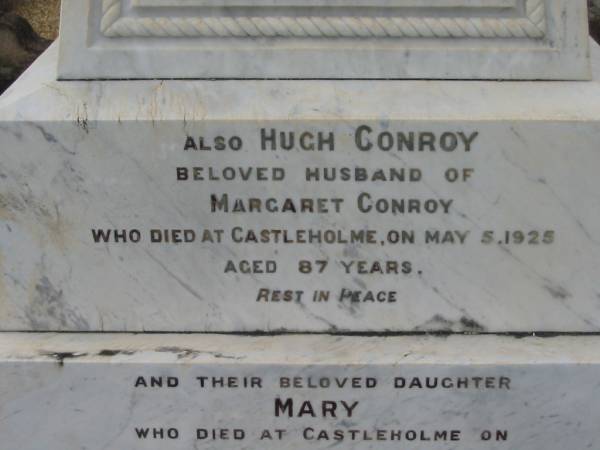 ALSO HUGH CONROY
BELOVED HUSBAND OF
MARGARET CONROY
WHO DIED AT CASTLEHOLME, ON MAY 5, 1925
AGED 87 YEARS.
REST IN PEACE
AND THEIR BELOVED DAUGHTER
MARY
WHO DIED AT CASTLEHOLME ON